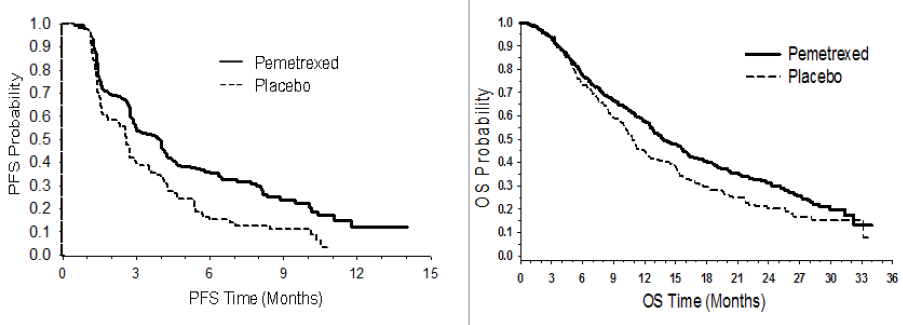 1.0
0.9
0.8
0.7
0.6
0.5
0.4
0.3
0.2
0.1
0.0
PFS Probability
Pemetrexed
Placebo
0 3 6 9 12 15
PFS Time (Months)
1.0
0.9
0.8
0.7
0.6
0.5
0.4
0.3
0.2
0.1
0.0
OS Probability
Pemetrexed
Placebo
0 3 6 9 12 15 18 21 24 27 30 33 36
OS Time (Months)